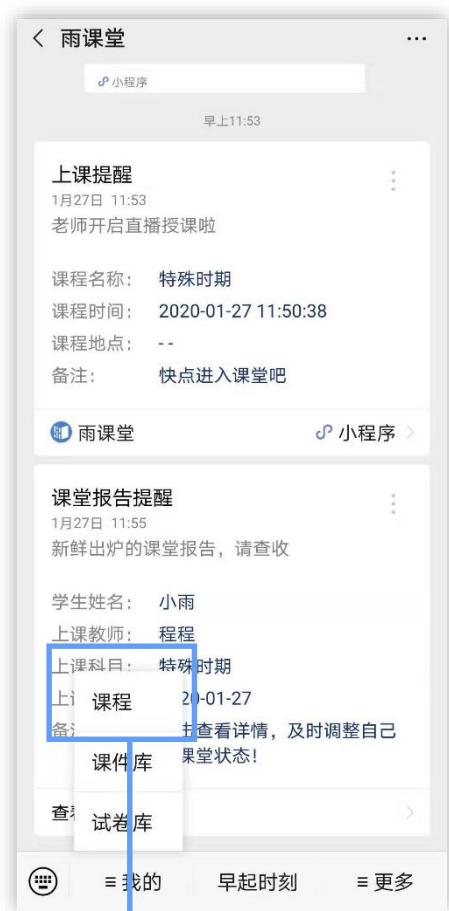 雨课堂
小程序
早上11:53
上课提醒
1月27日 11:53
老师开启直播授课啦
课程名称： 特殊时期
课程时间： 2020-01-27 11:50:38
课程地点： --
备注： 快点进入课堂吧
雨课堂 小程序
课堂报告提醒
1月27日 11:55
新鲜出炉的课堂报告，请查收
学生姓名： 小雨
上课教师： 程程
上课科目： 特殊时期
0-01-27
查看详情，及时调整自己
课堂状态！
课程
课件库
试卷库
≡ 我的 早起时刻 ≡ 更多